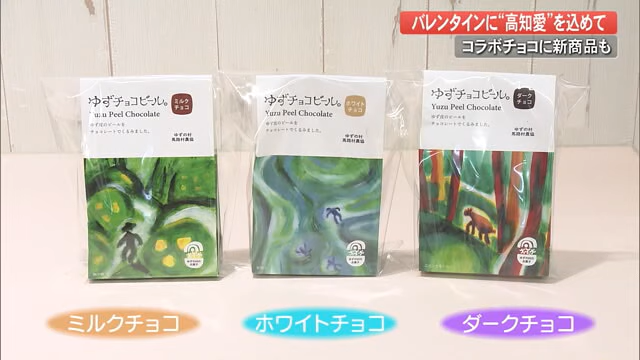 バレンタインに“高知愛”を込めて
コラボチョコに新商品も
ゆずチョコピール。
ミルク
チョコ
Yuzu Peel Chocolate
ゆず皮のピールを
チョコレートでくるみました。
ゆずの村
馬路村農協
ゆずチョコピール。
ホワイト
チョコ
Yuzu Peel Chocolate
ゆず皮のピールを
チョコレートでくるみました。
ゆずの村
馬路村農協
ゆずチョコピール。
ダーク
チョコ
Yuzu Peel Chocolate
ゆず皮のピールを
チョコレートでくるみました。
ゆずの村
馬路村農協
ミルクチョコ
ホワイトチョコ
ダークチョコ